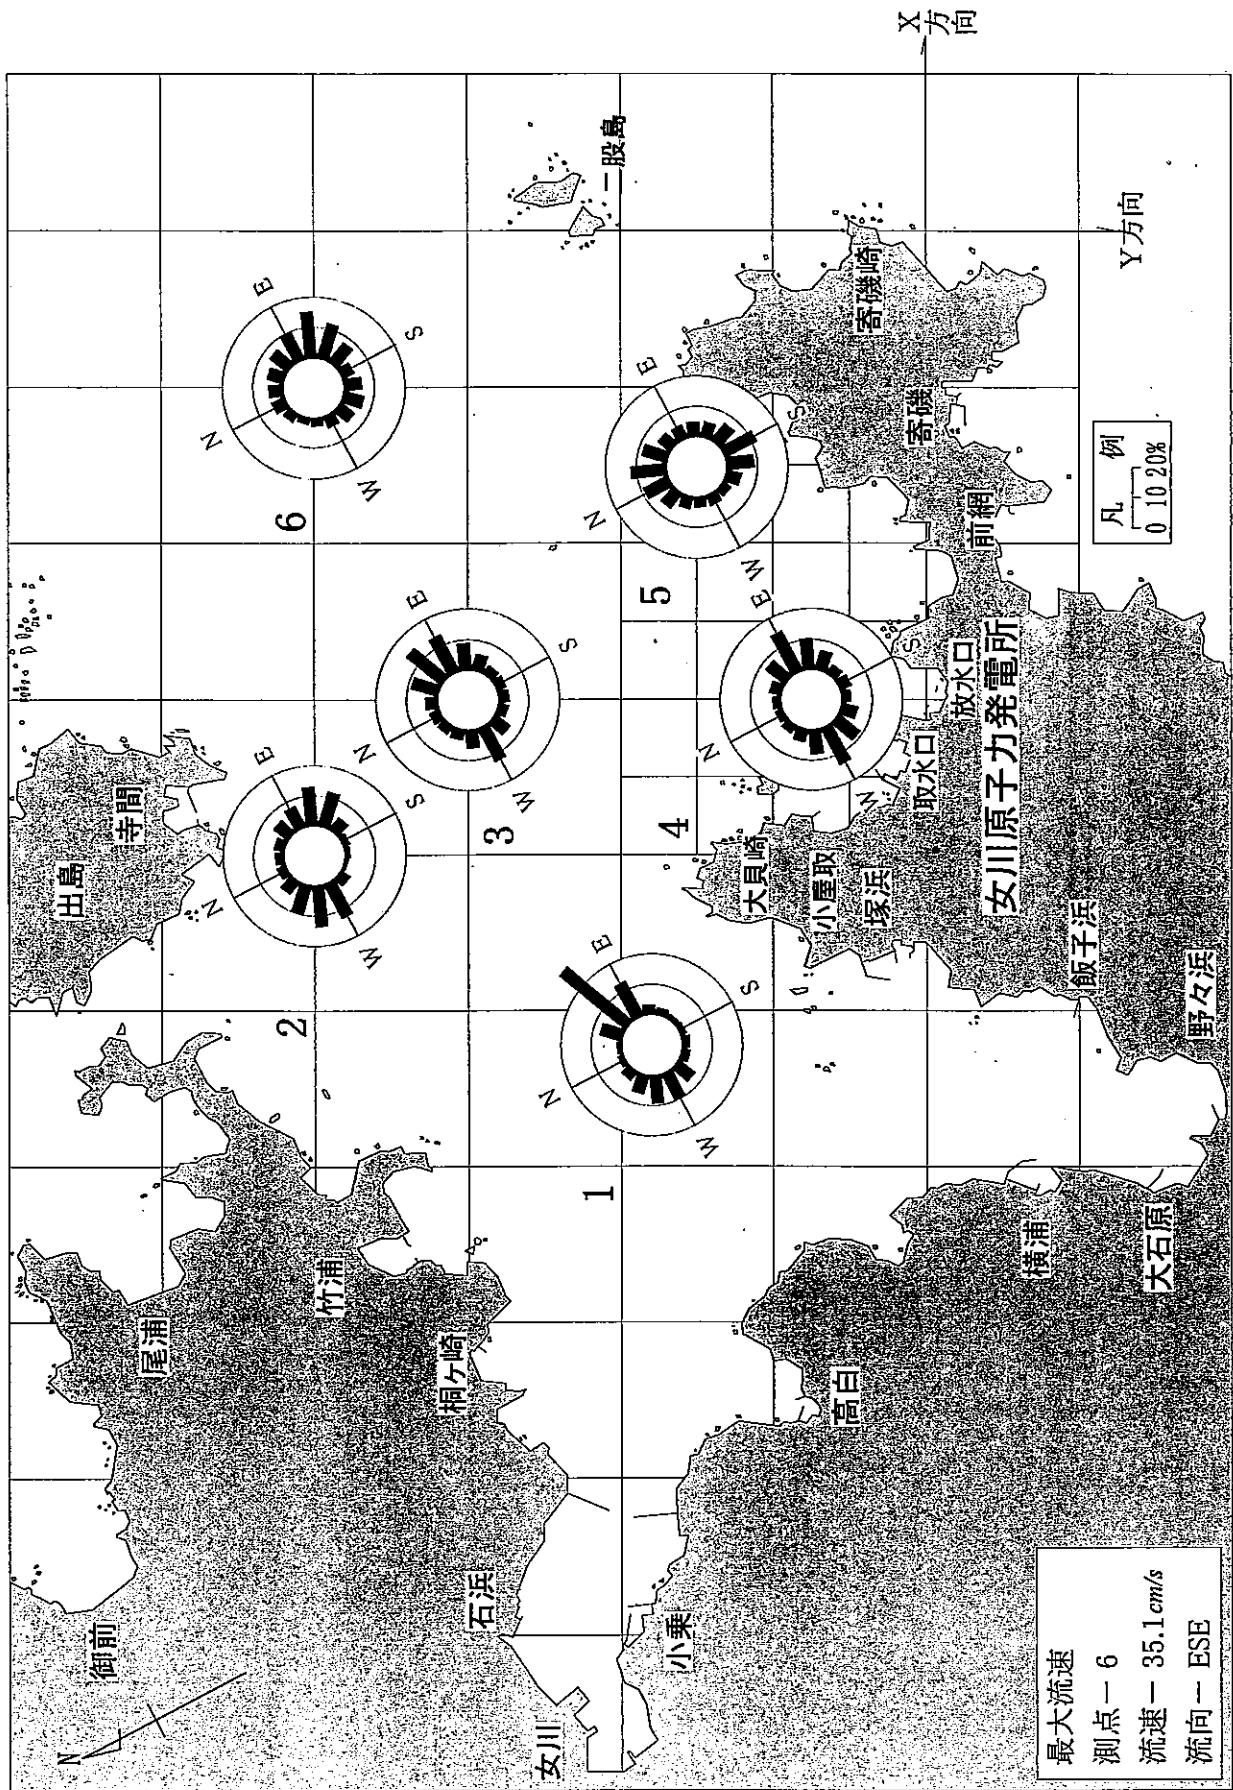 X
方向
Y方向
二股島
寄磯崎
寄磯
前網
凡 例
0 10 20%
E
S
N
W
6
E
S
N
W
5
E
S
N
W
3
E
S
N
W
4
E
S
N
W
2
E
S
N
W
1
出島
寺間
放水口
取水口
女川原子力発電所
大貝崎
小屋取
塚浜
飯子浜
野々浜
尾浦
竹浦
桐ケ崎
横浦
大石原
高白
御前
石浜
小乗
女川
N
最大流速
測点－6
流速－35.1cm/s
流向－ESE